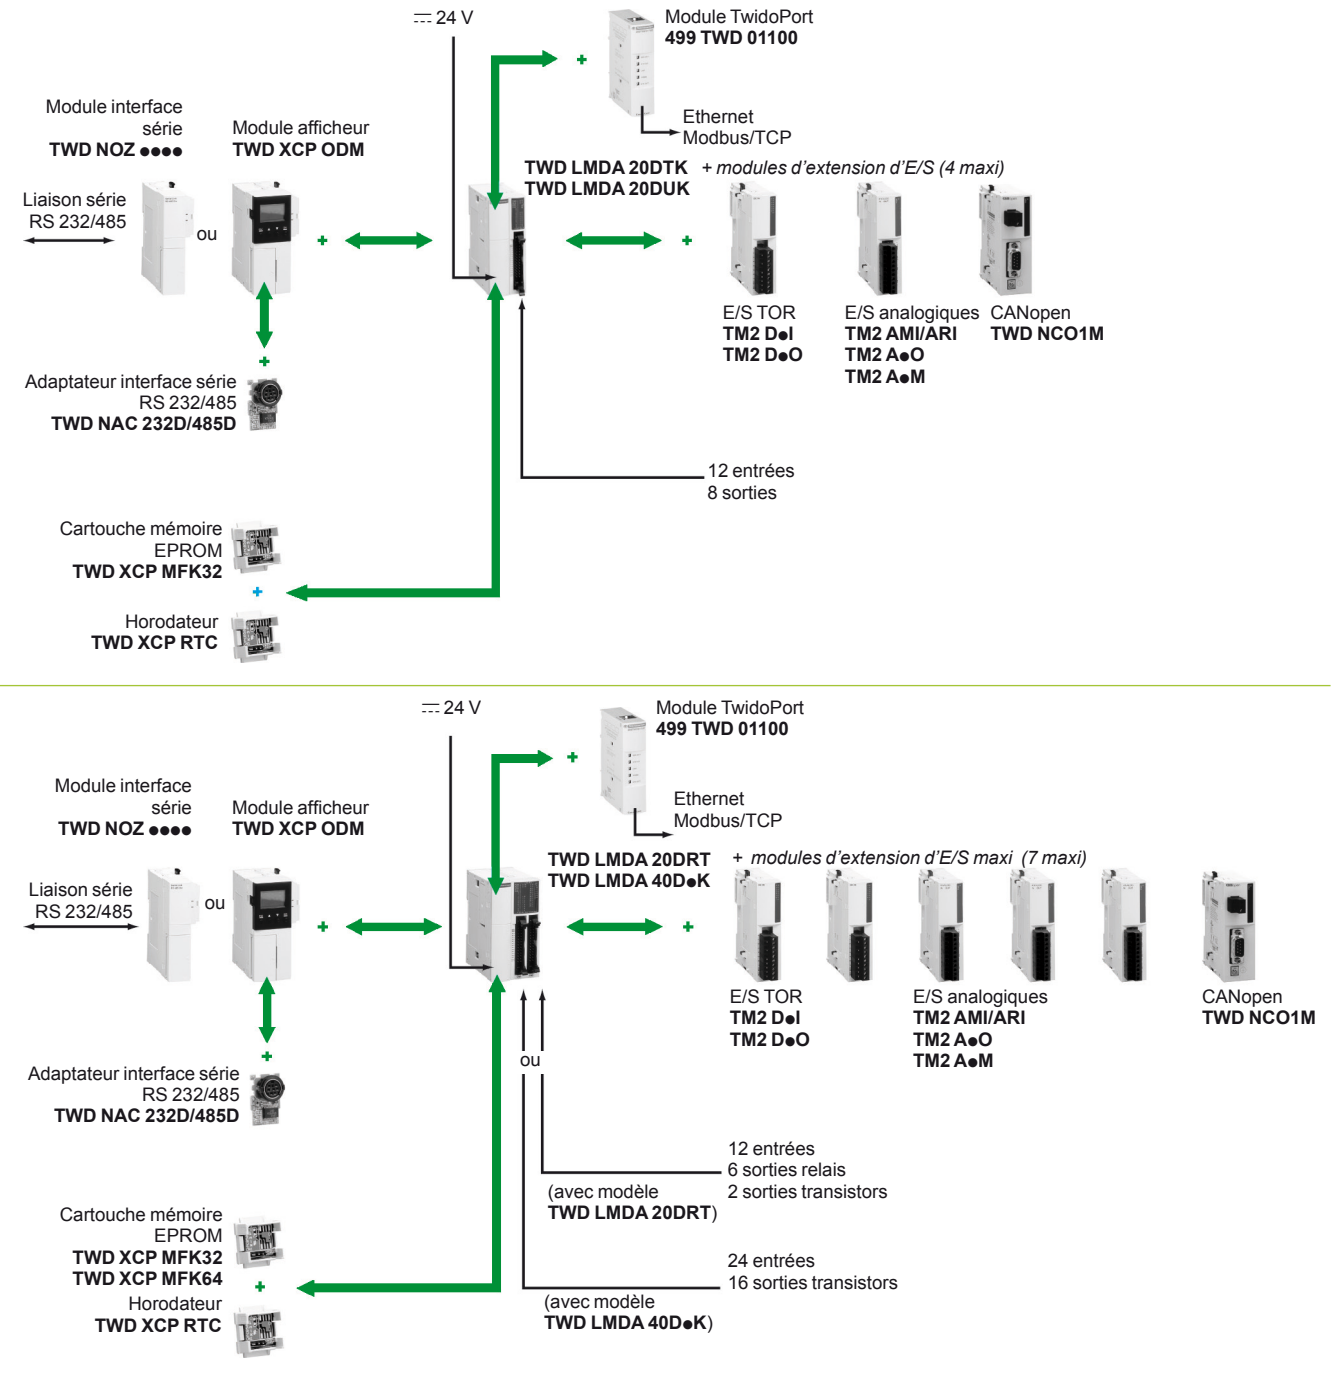 ⎓ 24 V
Module TwidoPort
499 TWD 01100
Ethernet
Modbus/TCP
Module interface
série
TWD NOZ ●●●●
Module afficheur
TWD XCP ODM
TWD LMDA 20DTK
TWD LMDA 20DUK
+ modules d'extension d'E/S (4 maxi)
Liaison série
RS 232/485
ou
+
+
+
E/S TOR
TM2 D●I
TM2 D●O
E/S analogiques
TM2 AMI/ARI
TM2 A●O
TM2 A●M
CANopen
TWD NCO1M
+
Adaptateur interface série
RS 232/485
TWD NAC 232D/485D
12 entrées
8 sorties
Cartouche mémoire
EPROM
TWD XCP MFK32
+
Horodateur
TWD XCP RTC
⎓ 24 V
Module TwidoPort
499 TWD 01100
+
Ethernet
Modbus/TCP
Module interface
série
TWD NOZ ●●●●
Module afficheur
TWD XCP ODM
TWD LMDA 20DRT
TWD LMDA 40D●K
+ modules d'extension d'E/S maxi (7 maxi)
Liaison série
RS 232/485
ou
+
+
E/S TOR
TM2 D●I
TM2 D●O
E/S analogiques
TM2 AMI/ARI
TM2 A●O
TM2 A●M
CANopen
TWD NCO1M
+
ou
Adaptateur interface série
RS 232/485
TWD NAC 232D/485D
12 entrées
6 sorties relais
2 sorties transistors
(avec modèle
TWD LMDA 20DRT)
24 entrées
16 sorties transistors
(avec modèle
TWD LMDA 40D●K)
Cartouche mémoire
EPROM
TWD XCP MFK32
TWD XCP MFK64
+
Horodateur
TWD XCP RTC